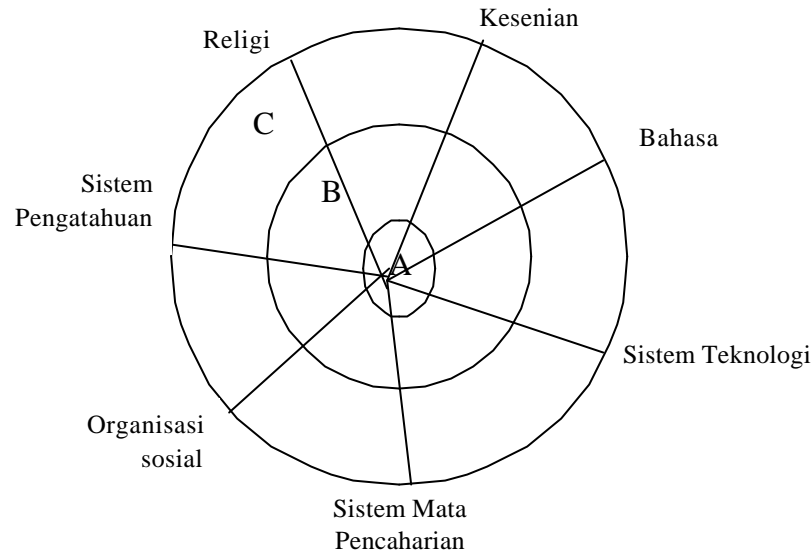 Kesenian
Religi
C
Bahasa
Sistem
Pengatahuan
B
A
Sistem Teknologi
Organisasi
sosial
Sistem Mata
Pencaharian